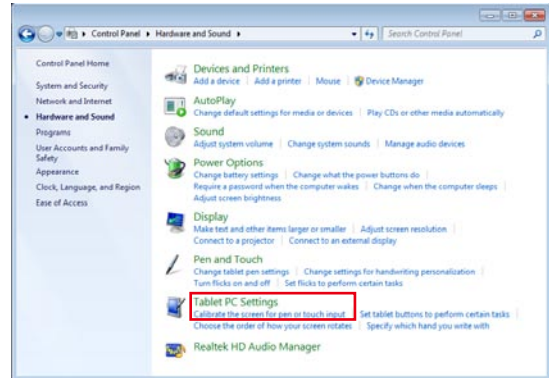 Control Panel Hardware and Sound Search Control Panel
Control Panel Home
System and Security
Network and Internet
Hardware and Sound
Programs
User Accounts and Family
Safety
Appearance
Clock, Language, and Region
Ease of Access
Devices and Printers
Add a device Add a printer Mouse Device Manager
AutoPlay
Change default settings for media or devices Play CDs or other media automatically
Sound
Adjust system volume Change system sounds Manage audio devices
Power Options
Change battery settings Change what the power buttons do
Require a password when the computer wakes Change when the computer sleeps
Adjust screen brightness
Display
Make text and other items larger or smaller Adjust screen resolution
Connect to a projector Connect to an external display
Pen and Touch
Change tablet pen settings Change settings for handwriting personalization
Turn flicks on and off Set flicks to perform certain tasks
Tablet PC Settings
Calibrate the screen for pen or touch input Set tablet buttons to perform certain tasks
Choose the order of how your screen rotates Specify which hand you write with
Realtek HD Audio Manager